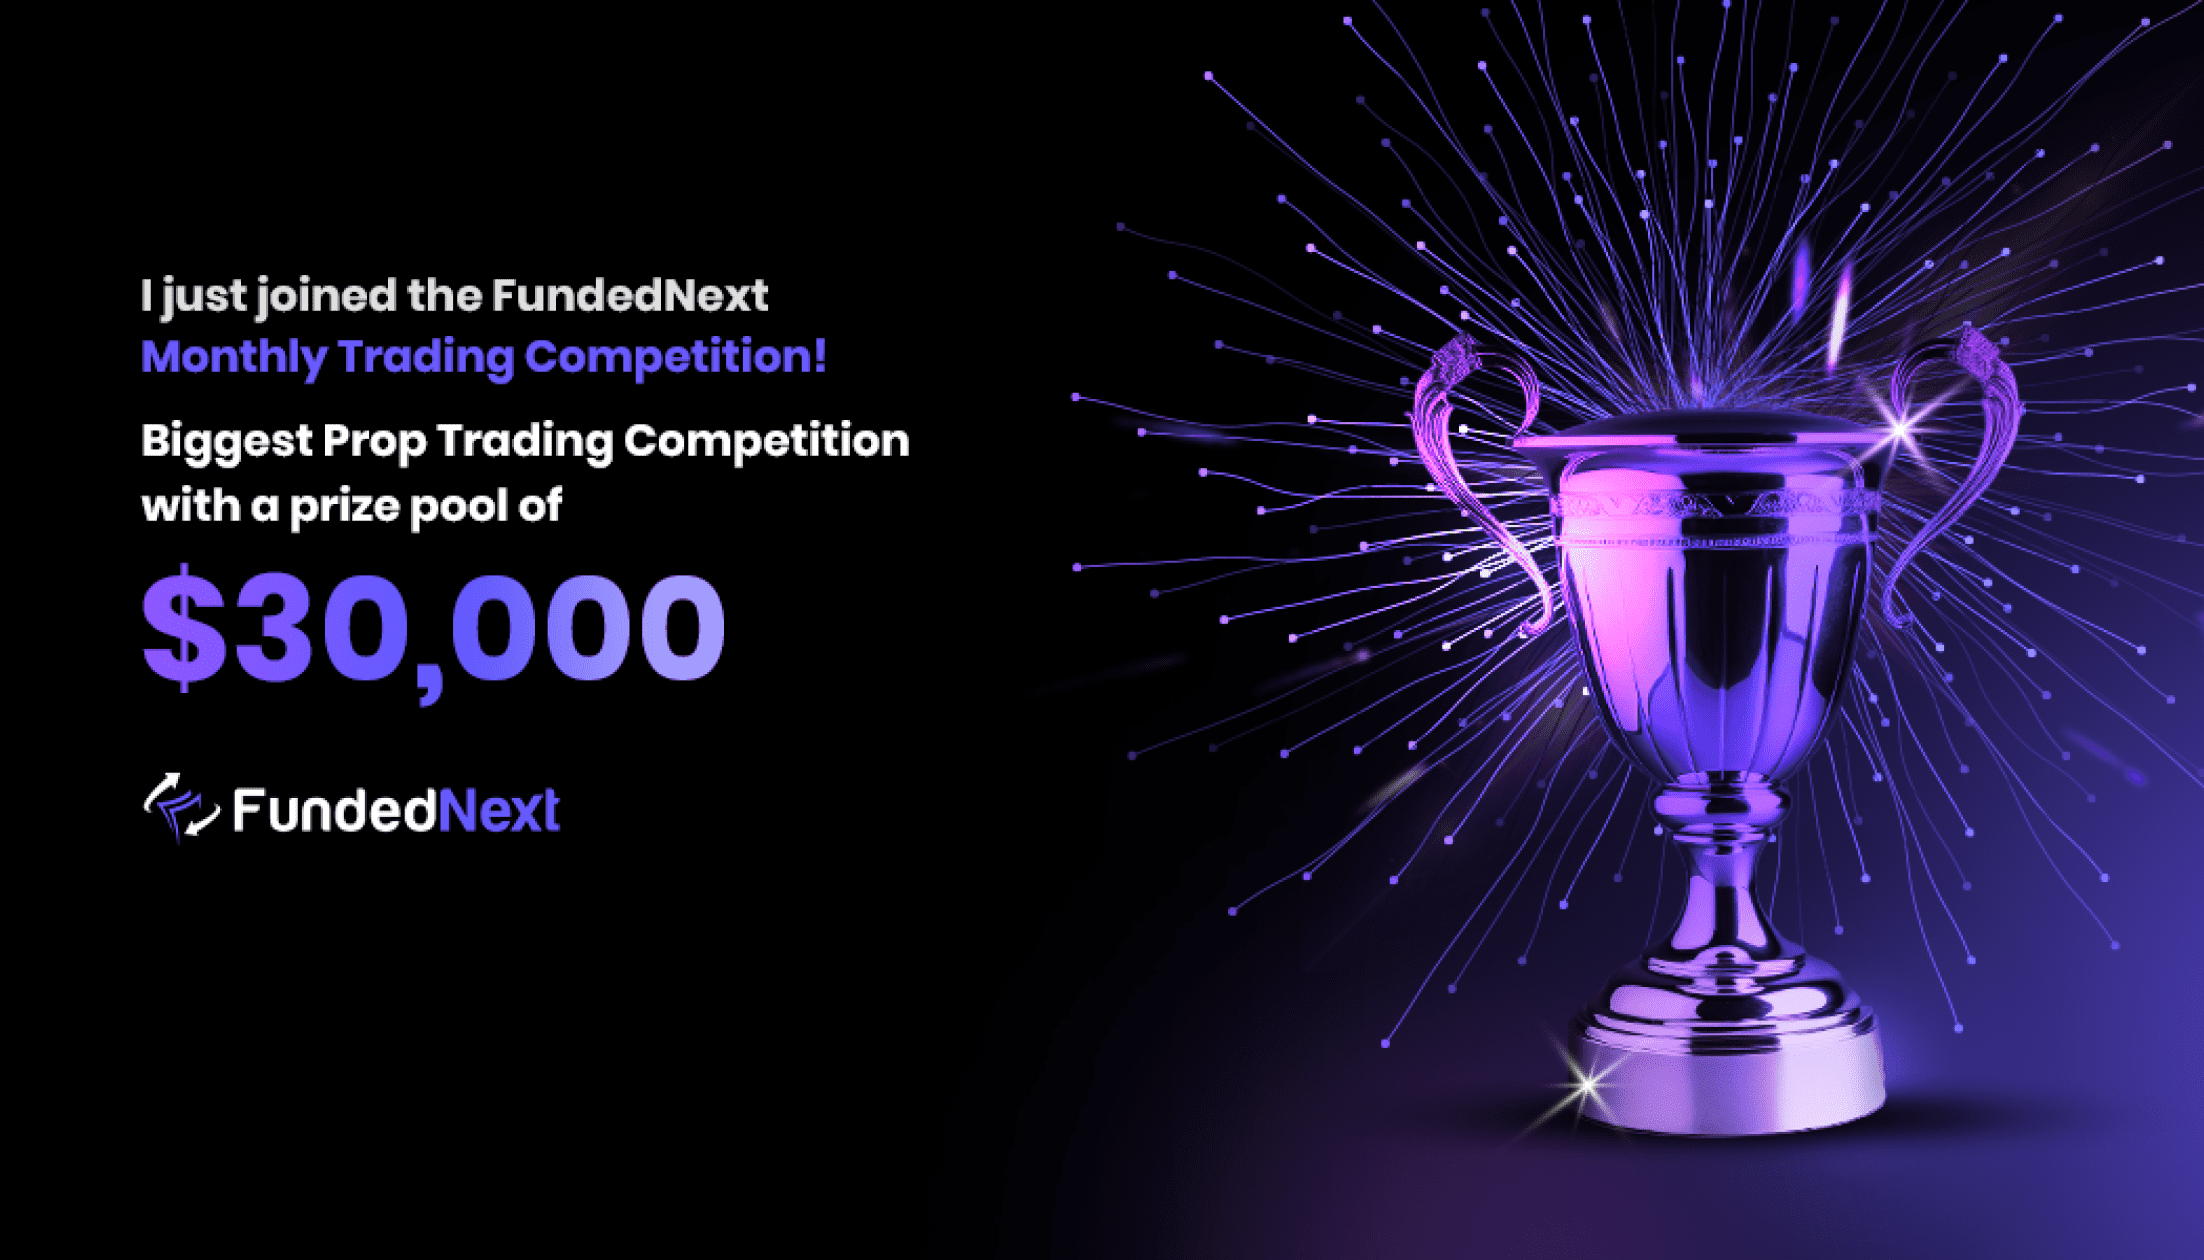 I just joined the FundedNext
Monthly Trading Competition!
Biggest Prop Trading Competition
with a prize pool of
$30,000
FundedNext